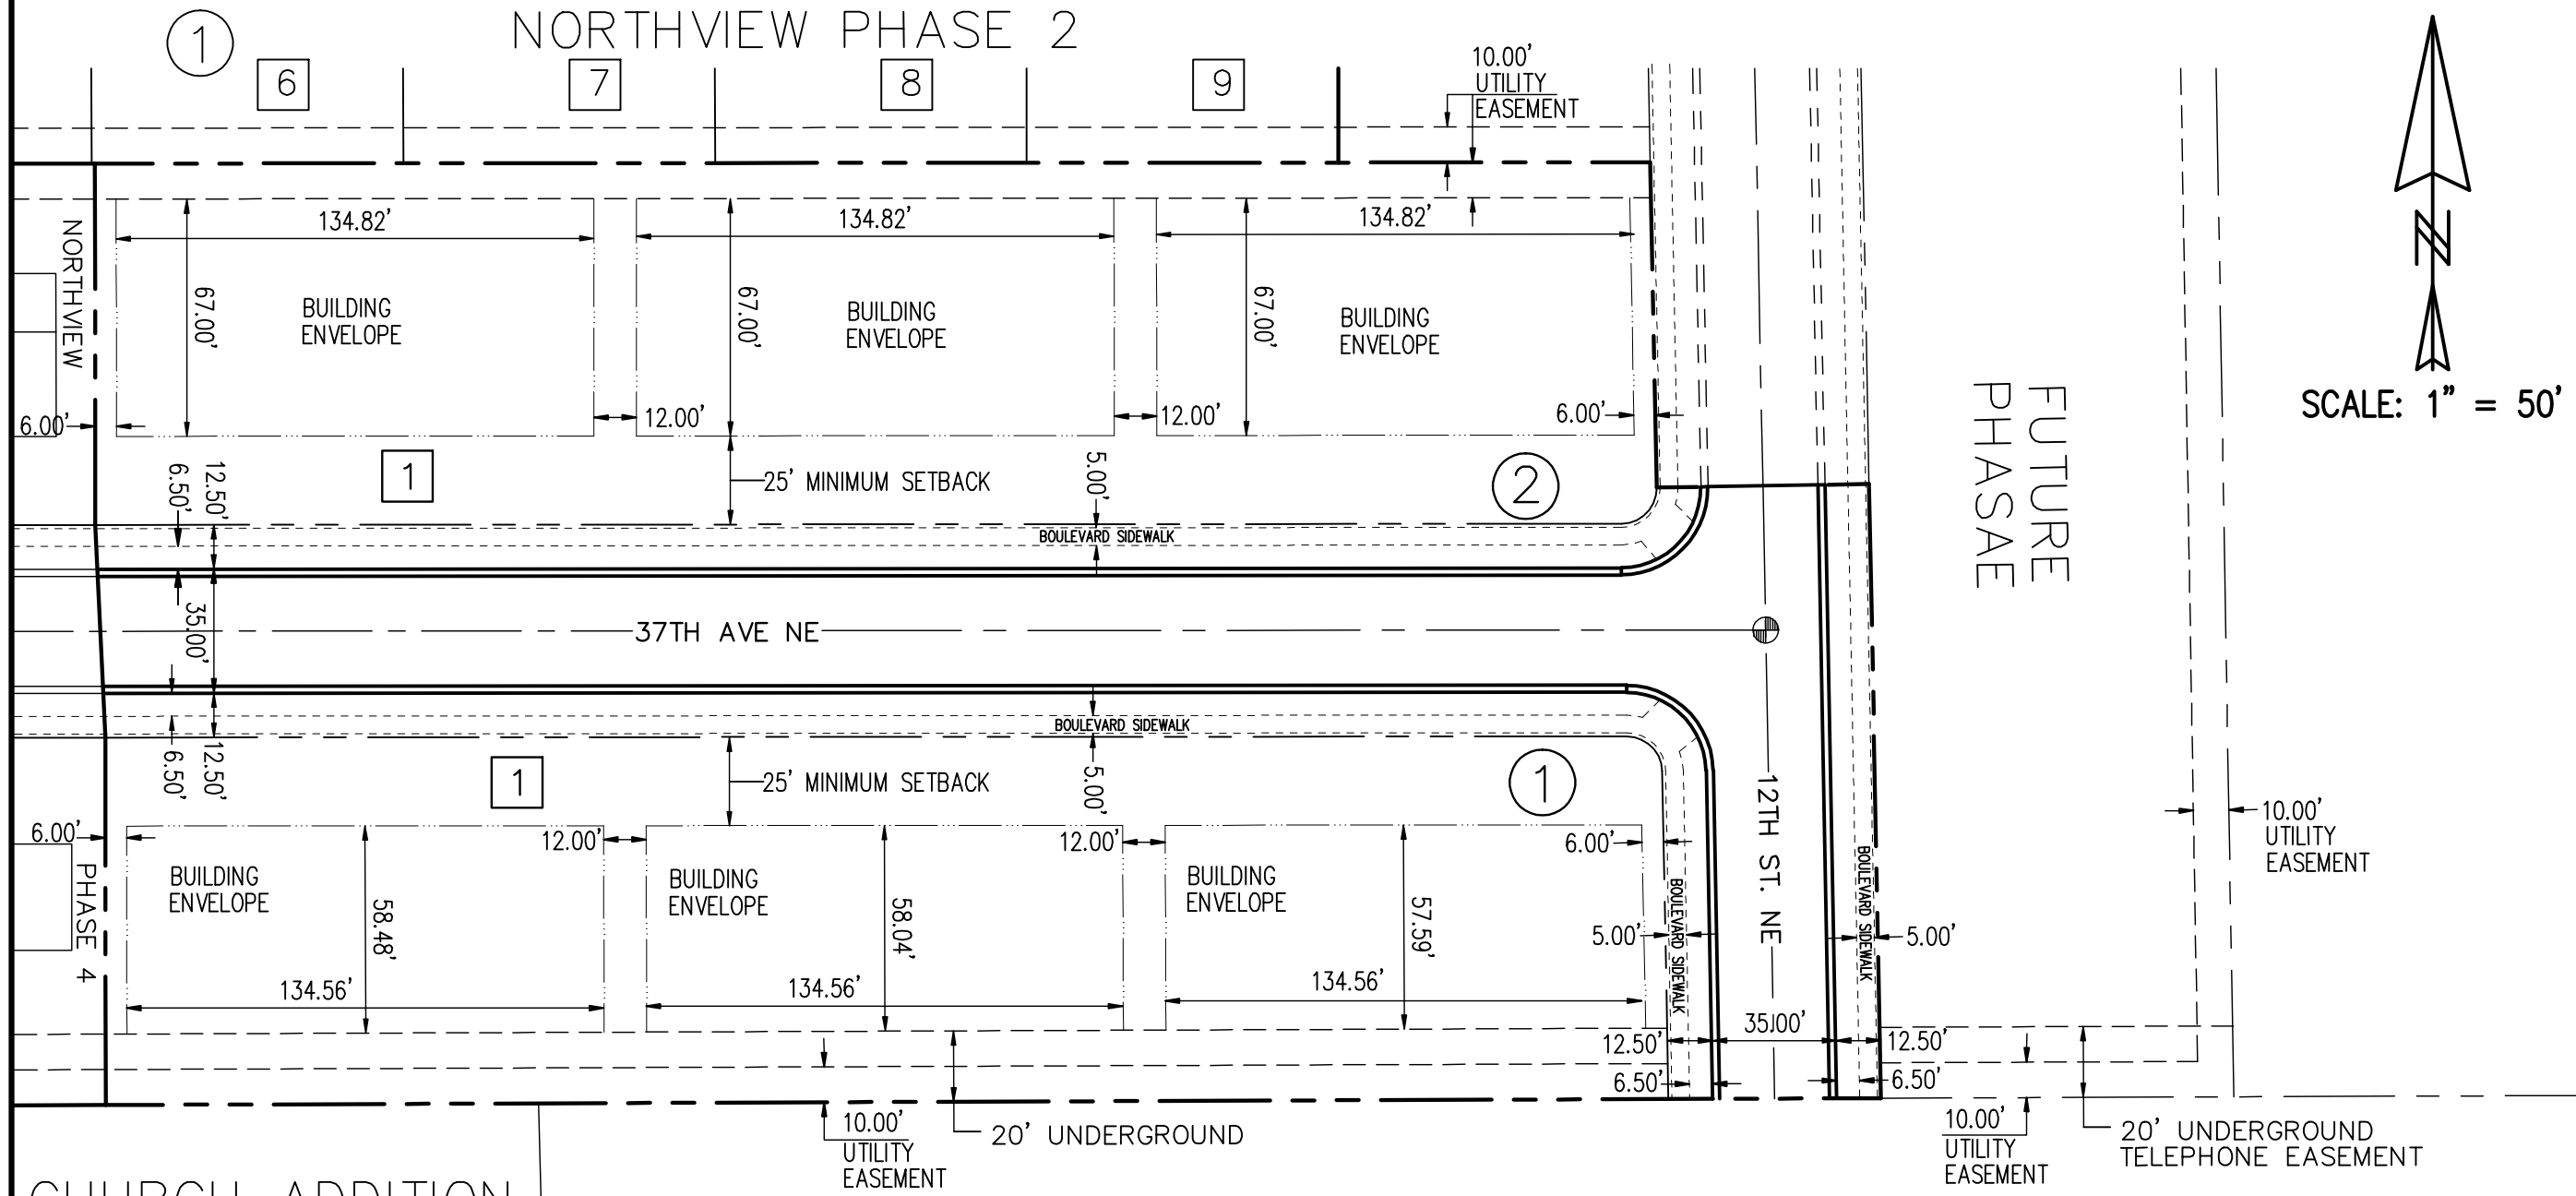 1
NORTHVIEW PHASE 2
6
7
8
9
10.00'
UTILITY
EASEMENT
134.82'
134.82'
134.82'
NORTHVIEW
67.00'
67.00'
67.00'
BUILDING
ENVELOPE
BUILDING
ENVELOPE
BUILDING
ENVELOPE
6.00'
12.00'
12.00'
6.00'
FUTURE
PHASAE
N
SCALE: 1" = 50'
1
6.50'
12.50'
25' MINIMUM SETBACK
5.00'
2
BOULEVARD SIDEWALK
35.00'
37TH AVE NE
BOULEVARD SIDEWALK
6.50'
12.50'
1
25' MINIMUM SETBACK
5.00'
1
12TH ST. NE
10.00'
UTILITY
EASEMENT
6.00'
12.00'
12.00'
6.00'
PHASE 4
BUILDING
ENVELOPE
BUILDING
ENVELOPE
BUILDING
ENVELOPE
58.48'
58.04'
57.59'
BOULEVARD SIDEWALK
BOULEVARD SIDEWALK
5.00'
5.00'
134.56'
134.56'
134.56'
12.50'
35.00'
12.50'
6.50'
6.50'
10.00'
UTILITY
EASEMENT
20' UNDERGROUND
10.00'
UTILITY
EASEMENT
20' UNDERGROUND
TELEPHONE EASEMENT
CHURCH ADDITION